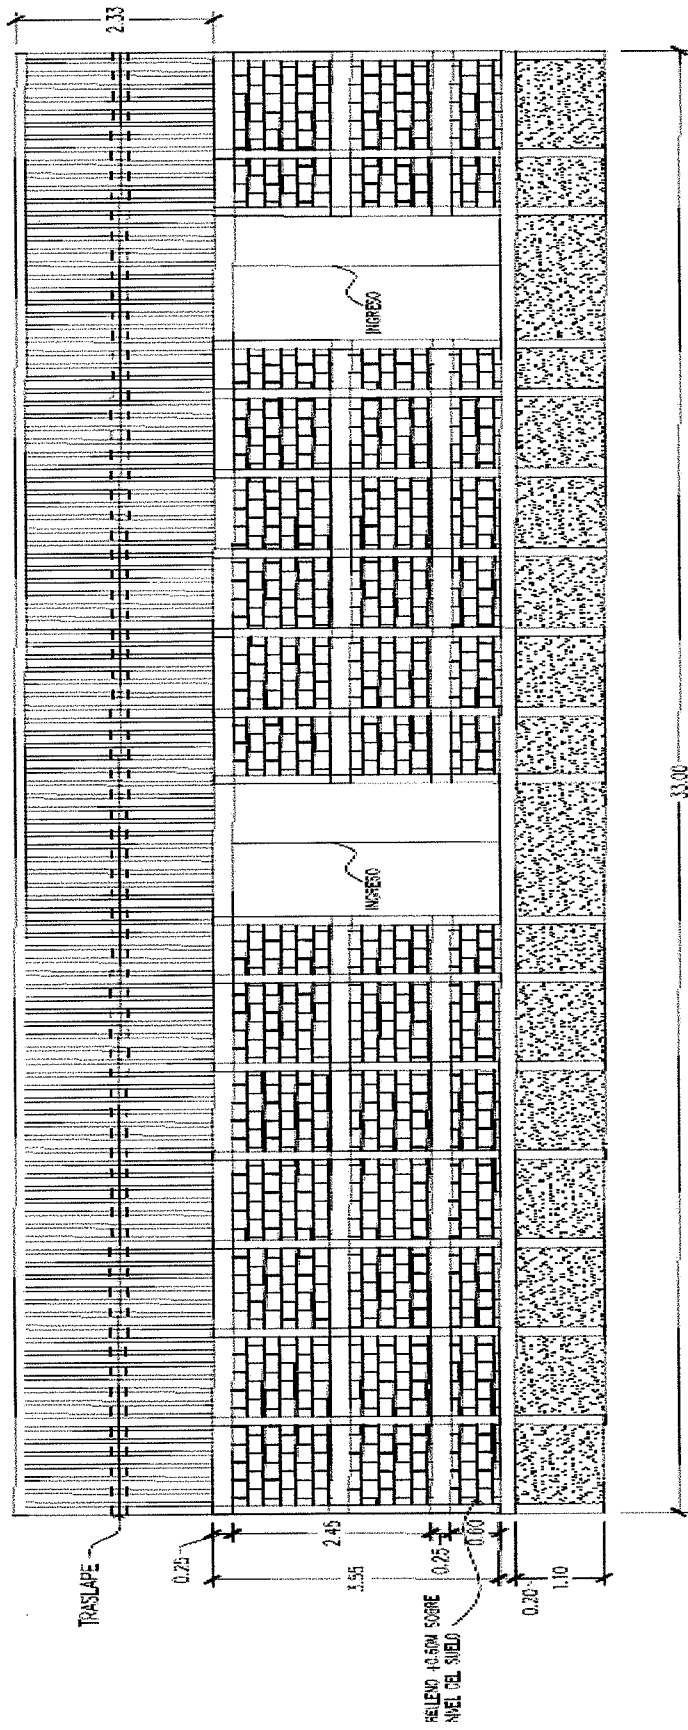 2.33
TRASLAPE
0.25
2.45
3.55
0.25
0.60
RELLENO +0.60M SOBRE
NIVEL DEL SUELO
0.20
1.10
INGRESO
INGRESO
33.00